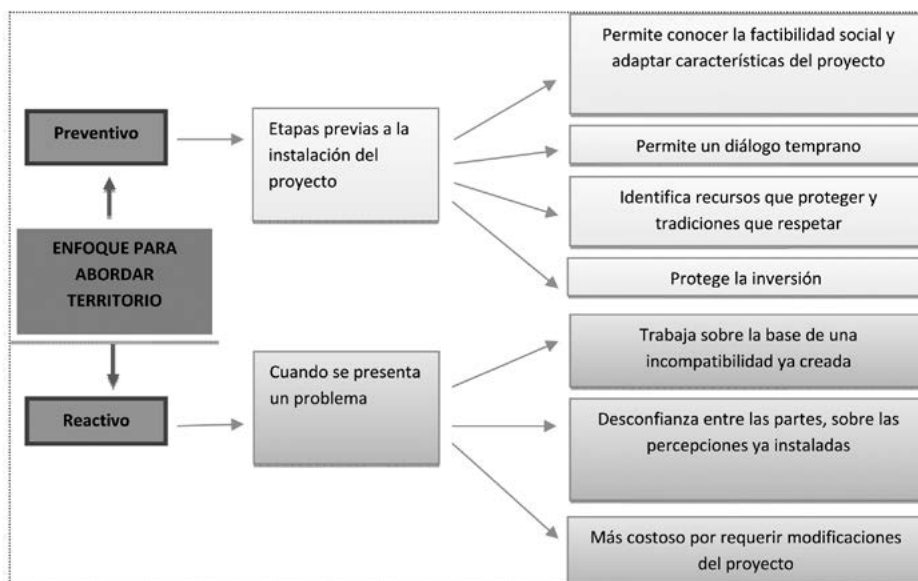 Permite conocer la factibilidad social y
adaptar características del proyecto
Preventivo
Etapas previas a la
instalación del
proyecto
Permite un diálogo temprano
Identifica recursos que proteger y
tradiciones que respetar
ENFOQUE PARA
ABORDAR
TERRITORIO
Protege la inversión
Trabaja sobre la base de una
incompatibilidad ya creada
Cuando se presenta
un problema
Reactivo
Desconfianza entre las partes, sobre las
percepciones ya instaladas
Más costoso por requerir modificaciones
del proyecto